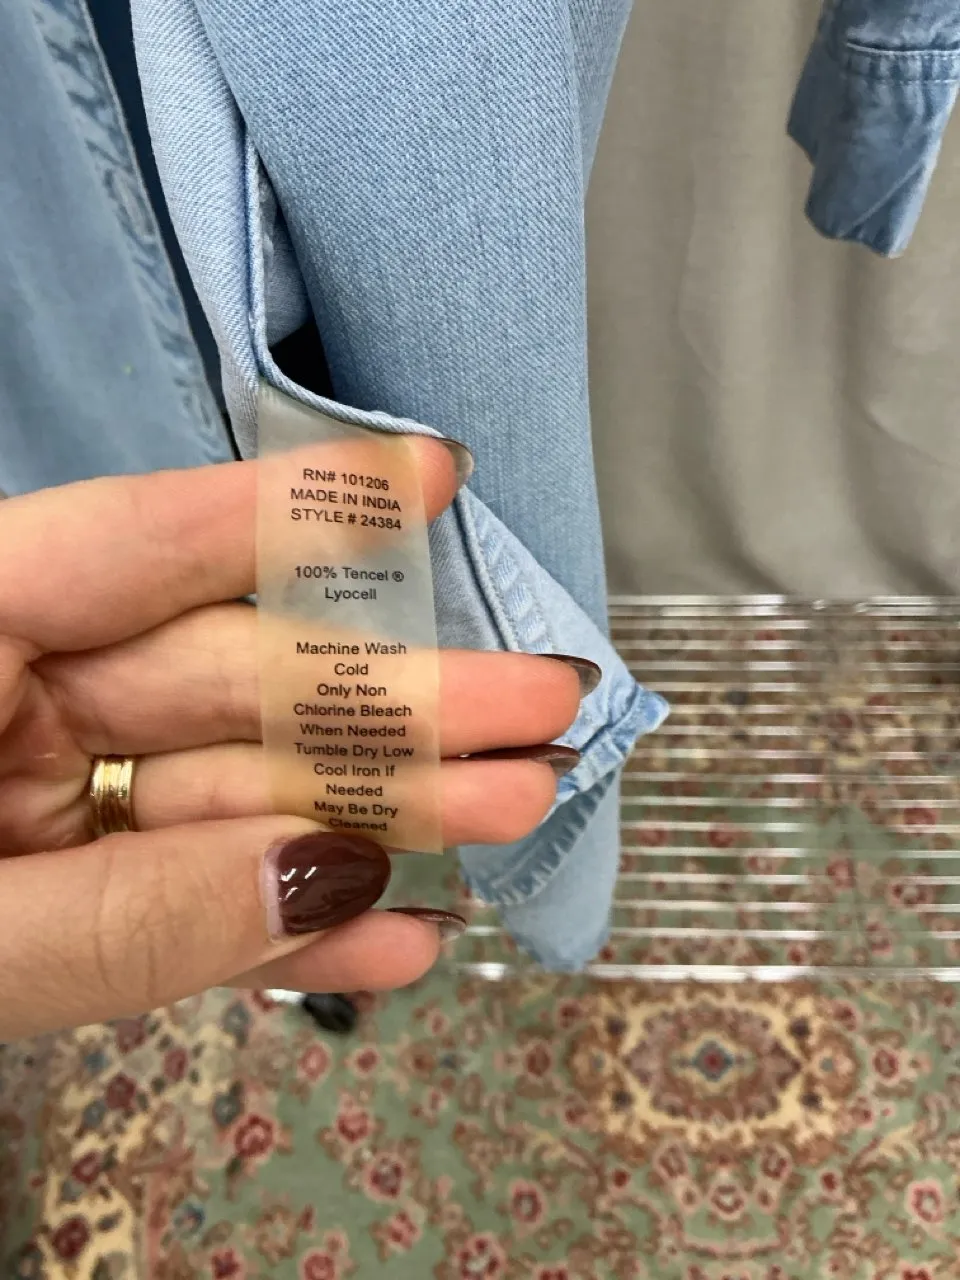 RN# 101206
MADE IN INDIA
STYLE # 24384
100% Tencel ®
Lyocell
Machine Wash
Cold
Only Non
Chlorine Bleach
When Needed
Tumble Dry Low
Cool Iron If
Needed
May Be Dry
Cleaned